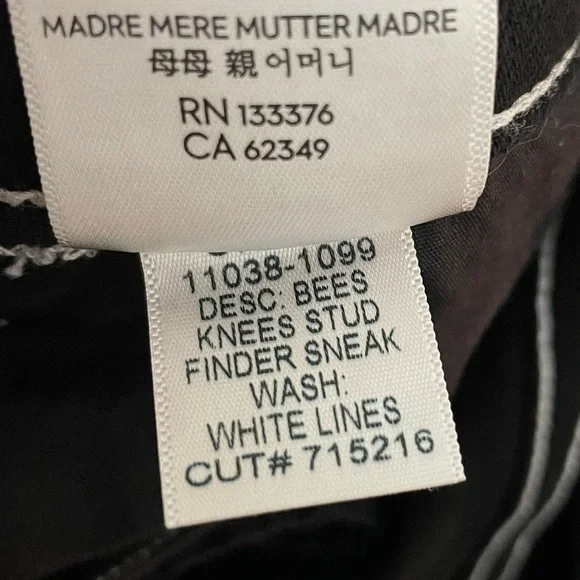 MADRE MERE MUTTER MADRE
母母 親 어머니
RN 133376
CA 62349
11038-1099
DESC: BEES
KNEES STUD
FINDER SNEAK
WASH:
WHITE LINES
CUT# 715216